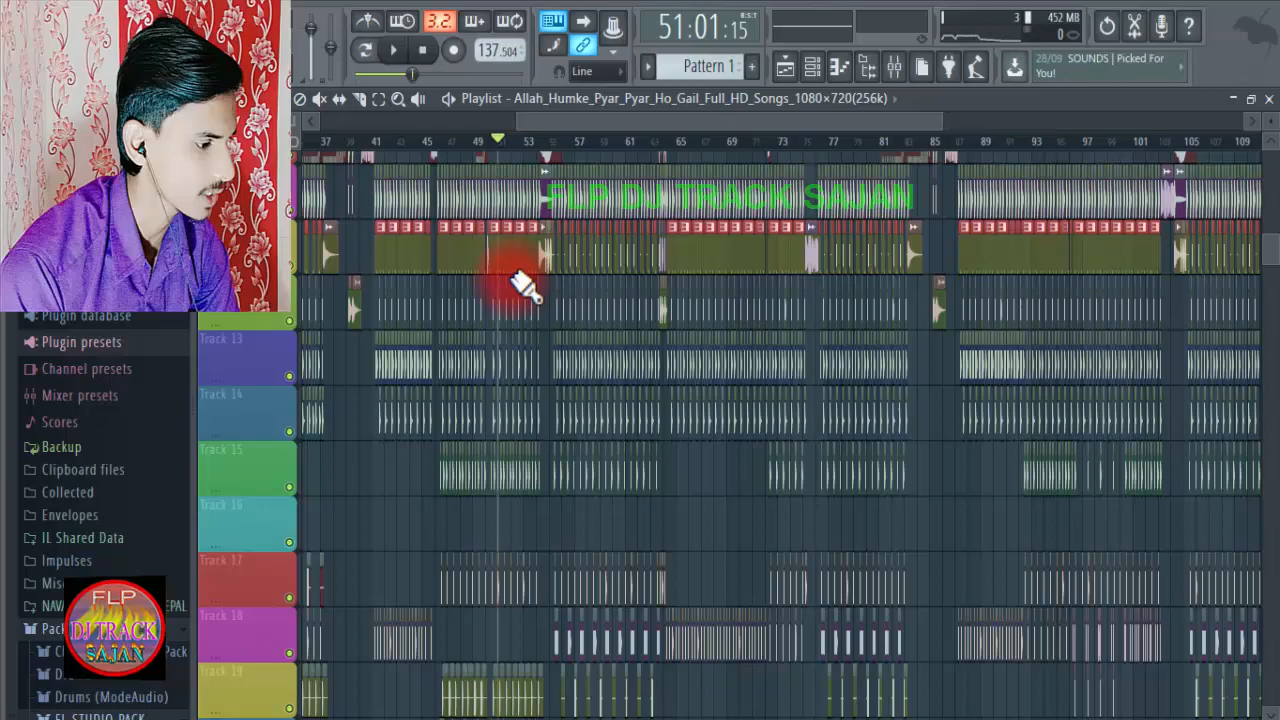 3.2.
137.504
51:01:15
B:S:T
3
452 MB
0
Line
Pattern 1
28/09 SOUNDS | Picked For
You!
Playlist - Allah_Humke_Pyar_Pyar_Ho_Gail_Full_HD_Songs_1080×720(256k)
37 39 41 45 49 53 57 61 65 69 73 77 81 85 89 93 97 101 105 109
FLP DJ TRACK SAJAN
Plugin database
Plugin presets
Channel presets
Mixer presets
Scores
Backup
Clipboard files
Collected
Envelopes
IL Shared Data
Impulses
Track 13
Track 14
Track 15
Track 16
Track 17
Track 18
Track 19
FLP
DJ TRACK
SAJAN
Drums (ModeAudio)
FL STUDIO PACK